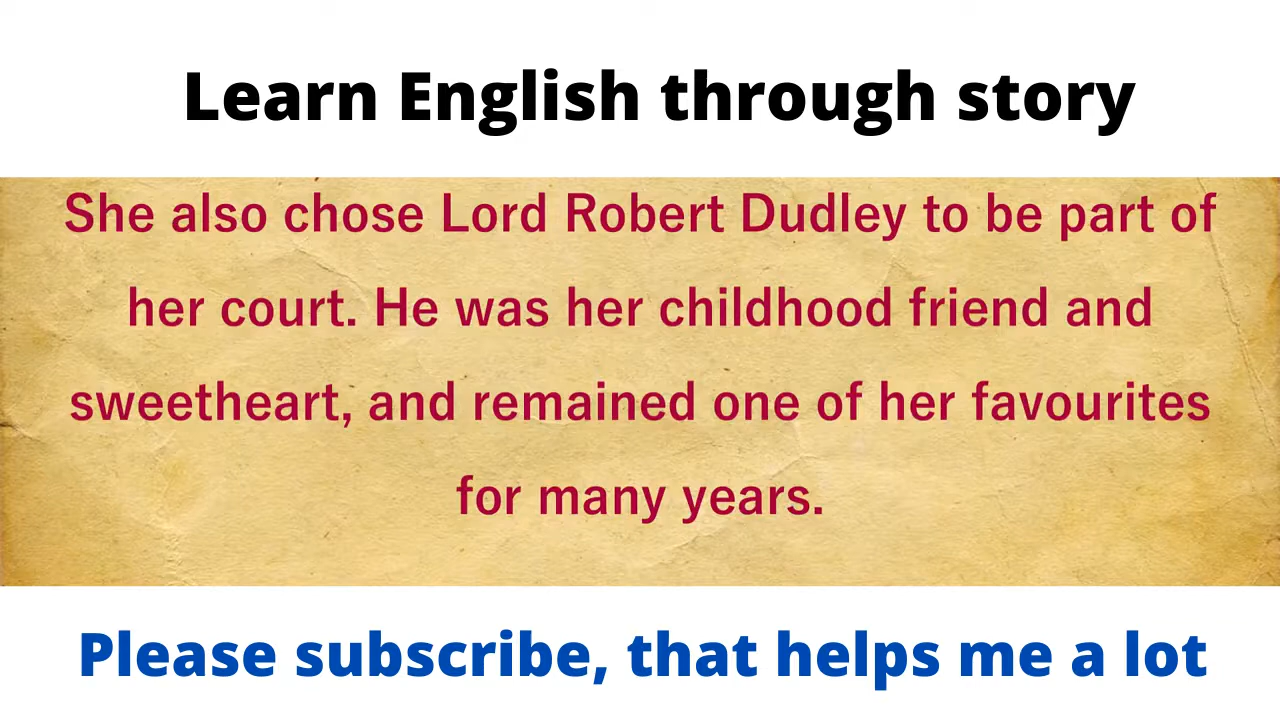 Learn English through story
She also chose Lord Robert Dudley to be part of
her court. He was her childhood friend and
sweetheart, and remained one of her favourites
for many years.
Please subscribe, that helps me a lot